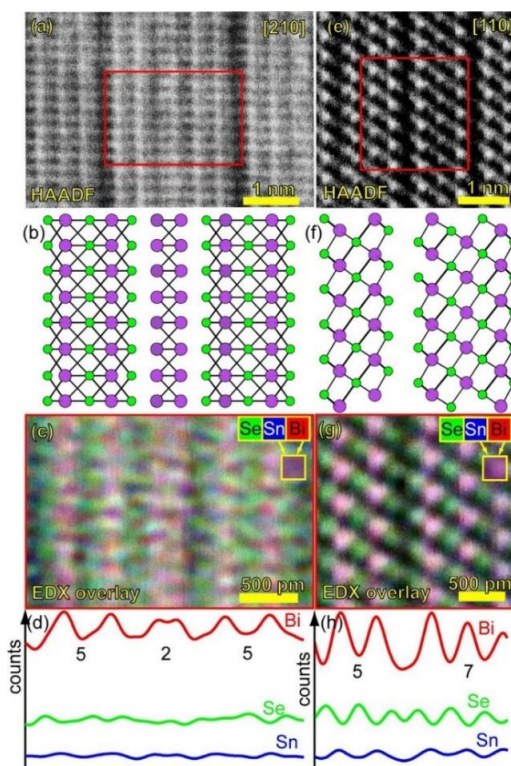 (a) [210]
HAADF
1 nm
(e) [110]
HAADF
1 nm
(b)
(f)
(c) Se Sn Bi
EDX overlay
500 pm
(g) Se Sn Bi
EDX overlay
500 pm
(d) Bi
counts
5 2 5
Se
Sn
(h) Bi
counts
5 7
Se
Sn